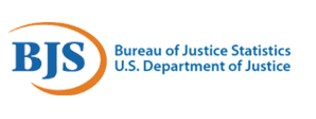 BJS
Bureau of Justice Statistics
U.S. Department of Justice